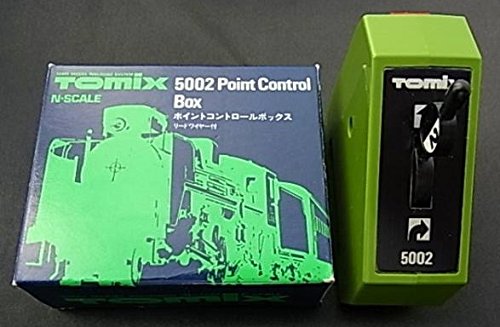 TOMIX
5002 Point Control
N-SCALE
Box
ポイントコントロールボックス
リードワイヤー付
TOMIX
5002